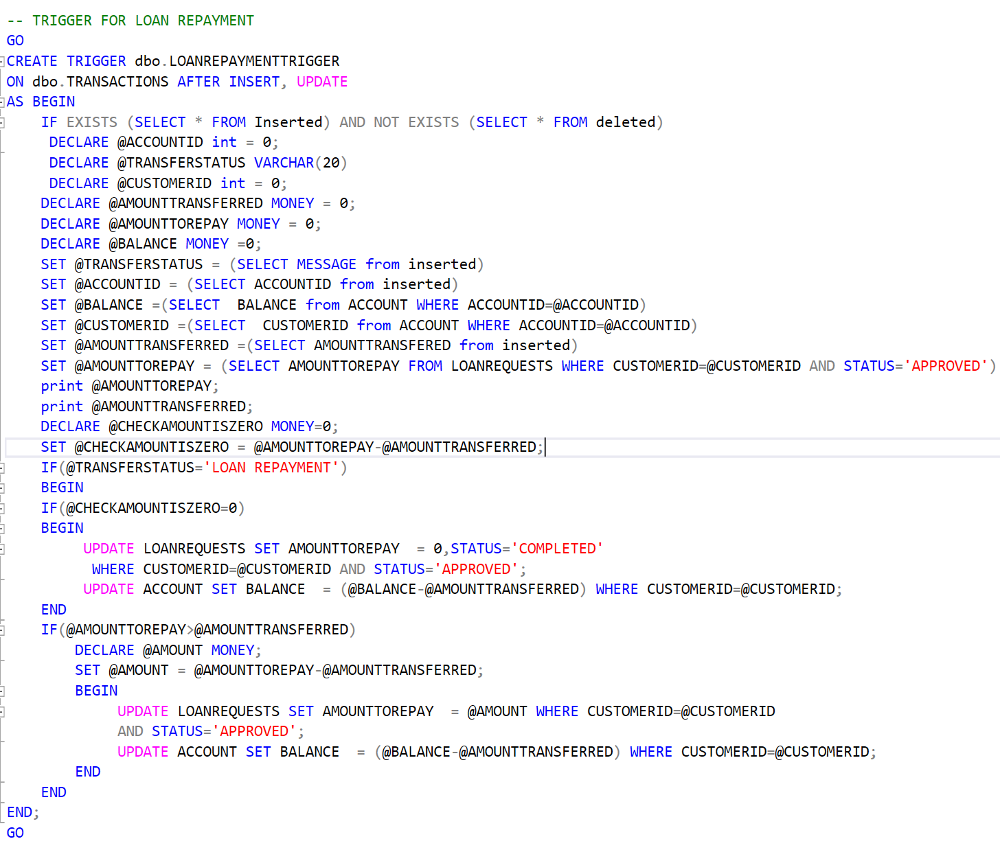 -- TRIGGER FOR LOAN REPAYMENT
GO
CREATE TRIGGER dbo.LOANREPAYMENTTRIGGER
ON dbo.TRANSACTIONS AFTER INSERT, UPDATE
AS BEGIN
IF EXISTS (SELECT * FROM Inserted) AND NOT EXISTS (SELECT * FROM deleted)
DECLARE @ACCOUNTID int = 0;
DECLARE @TRANSFERSTATUS VARCHAR(20)
DECLARE @CUSTOMERID int = 0;
DECLARE @AMOUNTTRANSFERRED MONEY = 0;
DECLARE @AMOUNTTOREPAY MONEY = 0;
DECLARE @BALANCE MONEY =0;
SET @TRANSFERSTATUS = (SELECT MESSAGE from inserted)
SET @ACCOUNTID = (SELECT ACCOUNTID from inserted)
SET @BALANCE =(SELECT  BALANCE from ACCOUNT WHERE ACCOUNTID=@ACCOUNTID)
SET @CUSTOMERID =(SELECT  CUSTOMERID from ACCOUNT WHERE ACCOUNTID=@ACCOUNTID)
SET @AMOUNTTRANSFERRED =(SELECT AMOUNTTRANSFERED from inserted)
SET @AMOUNTTOREPAY = (SELECT AMOUNTTOREPAY FROM LOANREQUESTS WHERE CUSTOMERID=@CUSTOMERID AND STATUS='APPROVED')
print @AMOUNTTOREPAY;
print @AMOUNTTRANSFERRED;
DECLARE @CHECKAMOUNTISZERO MONEY=0;
SET @CHECKAMOUNTISZERO = @AMOUNTTOREPAY-@AMOUNTTRANSFERRED;
IF(@TRANSFERSTATUS='LOAN REPAYMENT')
BEGIN
IF(@CHECKAMOUNTISZERO=0)
BEGIN
UPDATE LOANREQUESTS SET AMOUNTTOREPAY  = 0,STATUS='COMPLETED'
WHERE CUSTOMERID=@CUSTOMERID AND STATUS='APPROVED';
UPDATE ACCOUNT SET BALANCE  = (@BALANCE-@AMOUNTTRANSFERRED) WHERE CUSTOMERID=@CUSTOMERID;
END
IF(@AMOUNTTOREPAY>@AMOUNTTRANSFERRED)
DECLARE @AMOUNT MONEY;
SET @AMOUNT = @AMOUNTTOREPAY-@AMOUNTTRANSFERRED;
BEGIN
UPDATE LOANREQUESTS SET AMOUNTTOREPAY  = @AMOUNT WHERE CUSTOMERID=@CUSTOMERID
AND STATUS='APPROVED';
UPDATE ACCOUNT SET BALANCE  = (@BALANCE-@AMOUNTTRANSFERRED) WHERE CUSTOMERID=@CUSTOMERID;
END
END
END;
GO